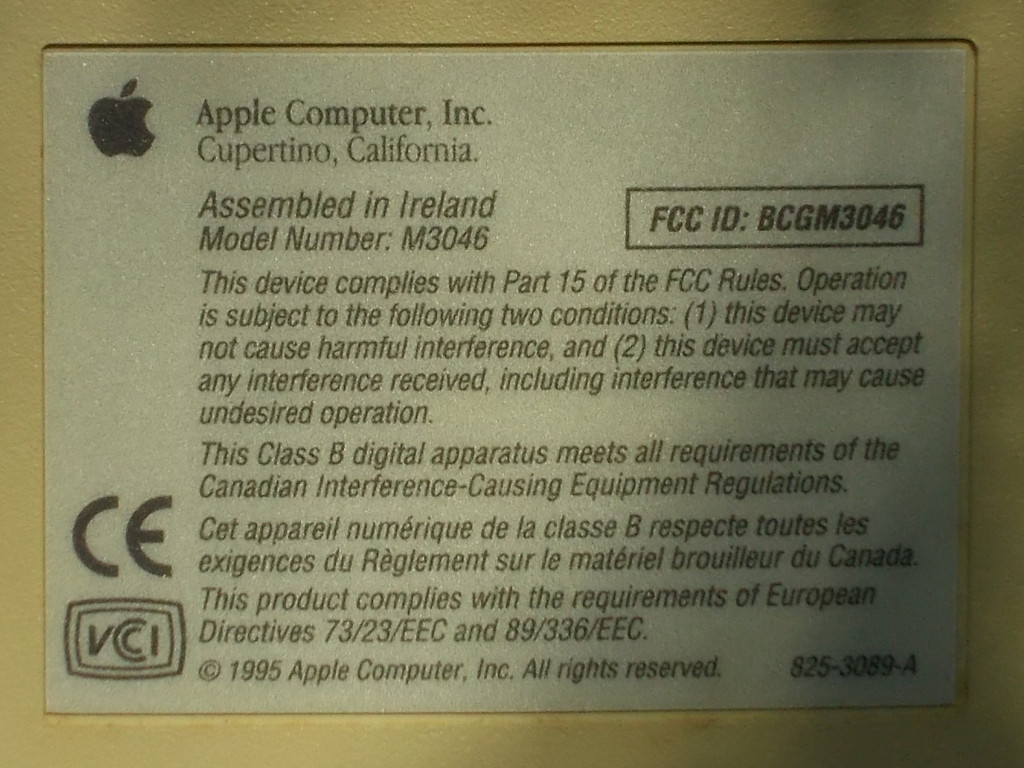 Apple Computer, Inc.
Cupertino, California.
Assembled in Ireland
Model Number: M3046
FCC ID: BCGM3046
This device complies with Part 15 of the FCC Rules. Operation
is subject to the following two conditions: (1) this device may
not cause harmful interference, and (2) this device must accept
any interference received, including interference that may cause
undesired operation.
This Class B digital apparatus meets all requirements of the
Canadian Interference-Causing Equipment Regulations.
CE
Cet appareil numérique de la classe B respecte toutes les
exigences du Règlement sur le matériel brouilleur du Canada.
This product complies with the requirements of European
Directives 73/23/EEC and 89/336/EEC.
VCCI
© 1995 Apple Computer, Inc. All rights reserved.
825-3089-A